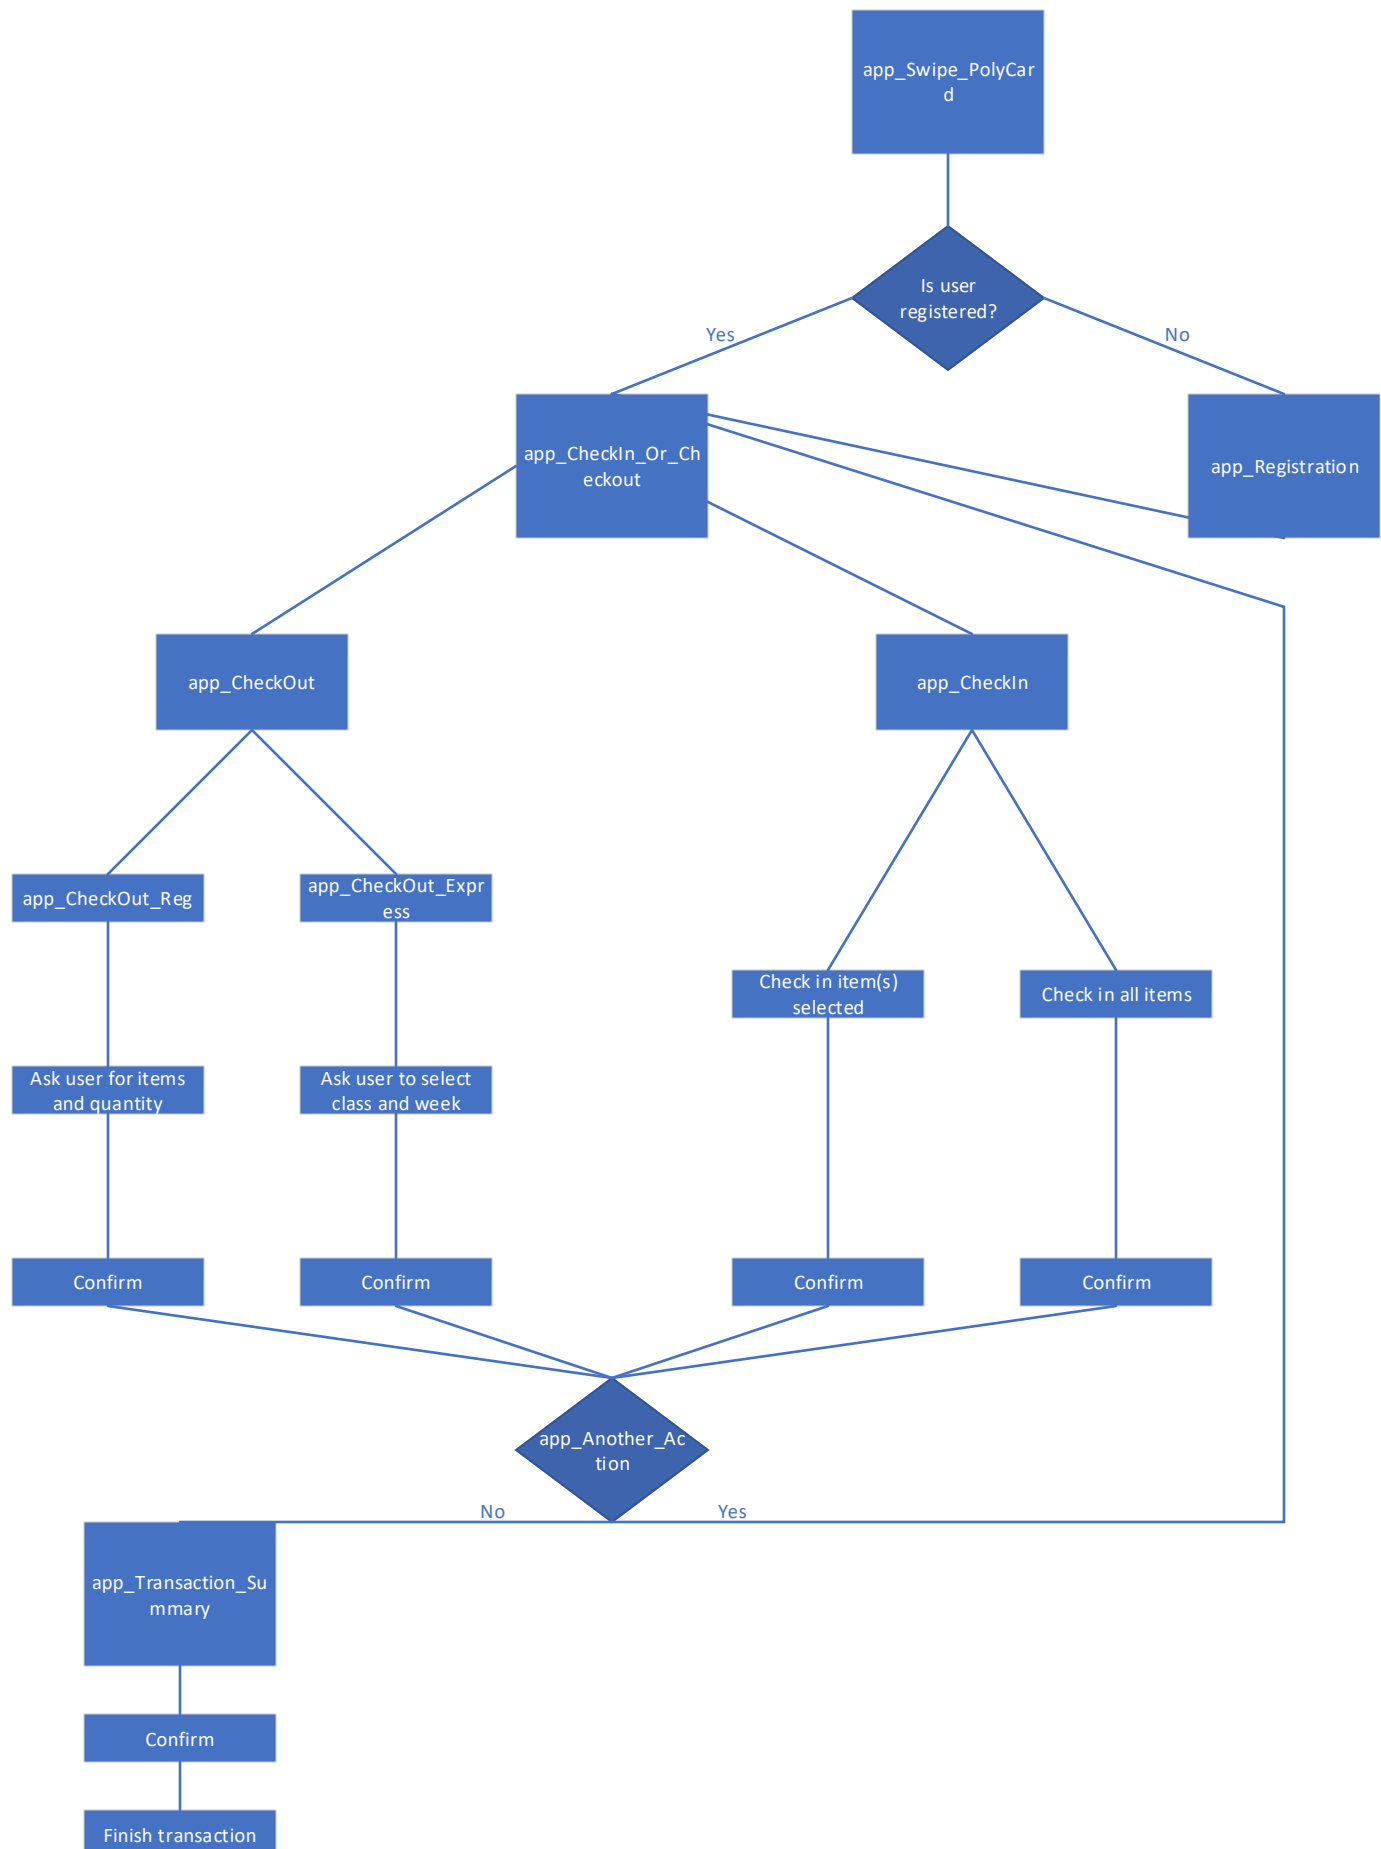 app_Swipe_PolyCar
d
Is user
registered?
Yes
No
app_CheckIn_Or_Ch
eckout
app_Registration
app_CheckOut
app_CheckIn
app_CheckOut_Reg
app_CheckOut_Expr
ess
Check in item(s)
selected
Check in all items
Ask user for items
and quantity
Ask user to select
class and week
Confirm
Confirm
Confirm
Confirm
app_Another_Ac
tion
No
Yes
app_Transaction_Su
mmary
Confirm
Finish transaction